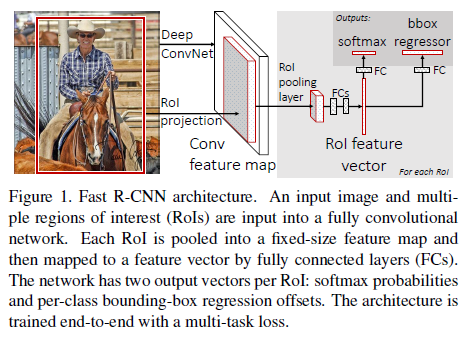 Outputs:
bbox
softmax regressor
Deep
ConvNet
FC
FC
RoI
pooling
layer
FCs
RoI
projection
Conv
feature map
RoI feature
vector
For each RoI
Figure 1. Fast R-CNN architecture. An input image and multi-
ple regions of interest (RoIs) are input into a fully convolutional
network. Each RoI is pooled into a fixed-size feature map and
then mapped to a feature vector by fully connected layers (FCs).
The network has two output vectors per RoI: softmax probabilities
and per-class bounding-box regression offsets. The architecture is
trained end-to-end with a multi-task loss.